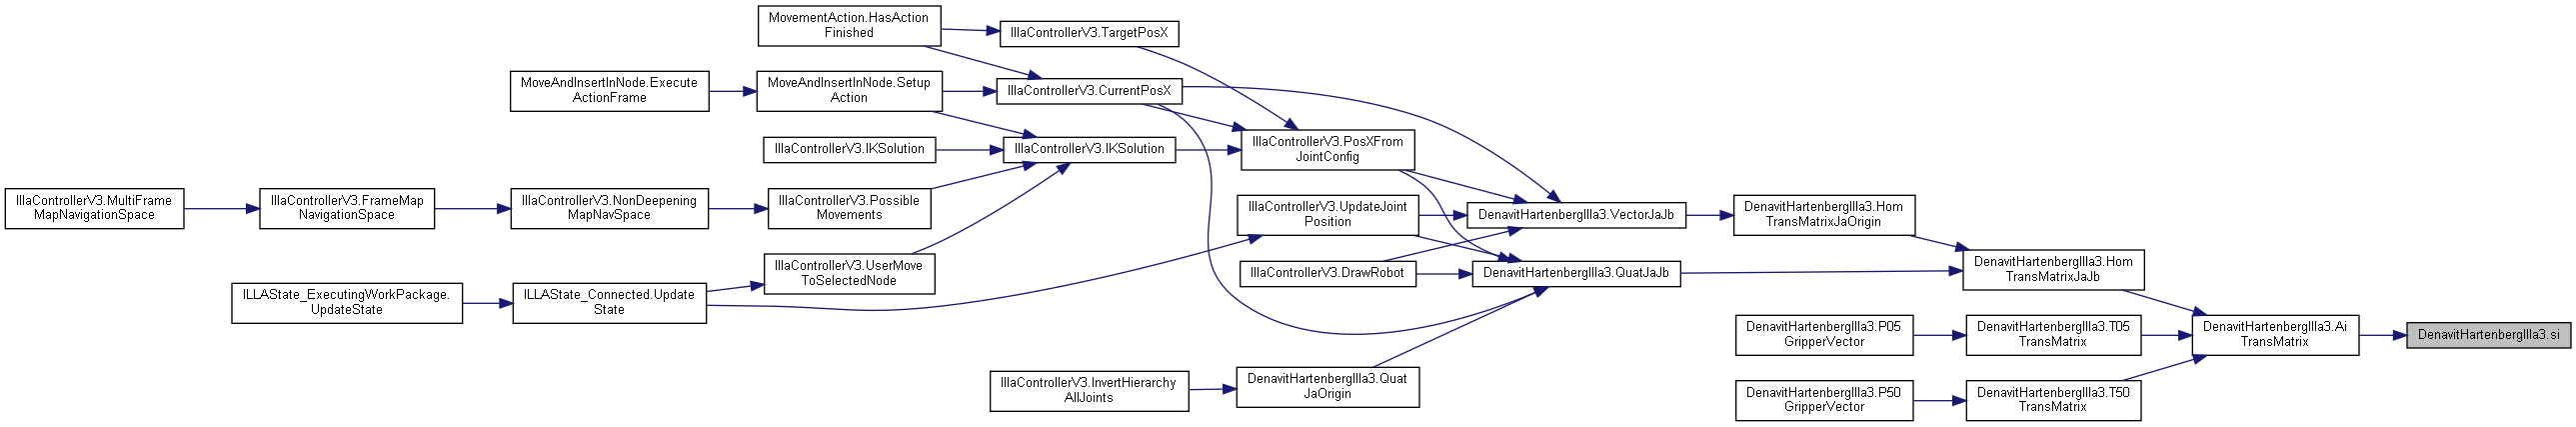 MovementAction.HasAction
Finished
IllaControllerV3.TargetPosX
MoveAndInsertInNode.Execute
ActionFrame
MoveAndInsertInNode.Setup
Action
IllaControllerV3.CurrentPosX
IllaControllerV3.IKSolution
IllaControllerV3.IKSolution
IllaControllerV3.PosXFrom
JointConfig
IllaControllerV3.MultiFrame
MapNavigationSpace
IllaControllerV3.FrameMap
NavigationSpace
IllaControllerV3.NonDeepening
MapNavSpace
IllaControllerV3.Possible
Movements
IllaControllerV3.UpdateJoint
Position
DenavitHartenbergIlla3.VectorJaJb
DenavitHartenbergIlla3.Hom
TransMatrixJaOrigin
IllaControllerV3.UserMove
ToSelectedNode
IllaControllerV3.DrawRobot
DenavitHartenbergIlla3.QuatJaJb
DenavitHartenbergIlla3.Hom
TransMatrixJaJb
ILLAState_ExecutingWorkPackage.
UpdateState
ILLAState_Connected.Update
State
DenavitHartenbergIlla3.P05
GripperVector
DenavitHartenbergIlla3.T05
TransMatrix
DenavitHartenbergIlla3.Ai
TransMatrix
DenavitHartenbergIlla3.si
IllaControllerV3.InvertHierarchy
AllJoints
DenavitHartenbergIlla3.Quat
JaOrigin
DenavitHartenbergIlla3.P50
GripperVector
DenavitHartenbergIlla3.T50
TransMatrix